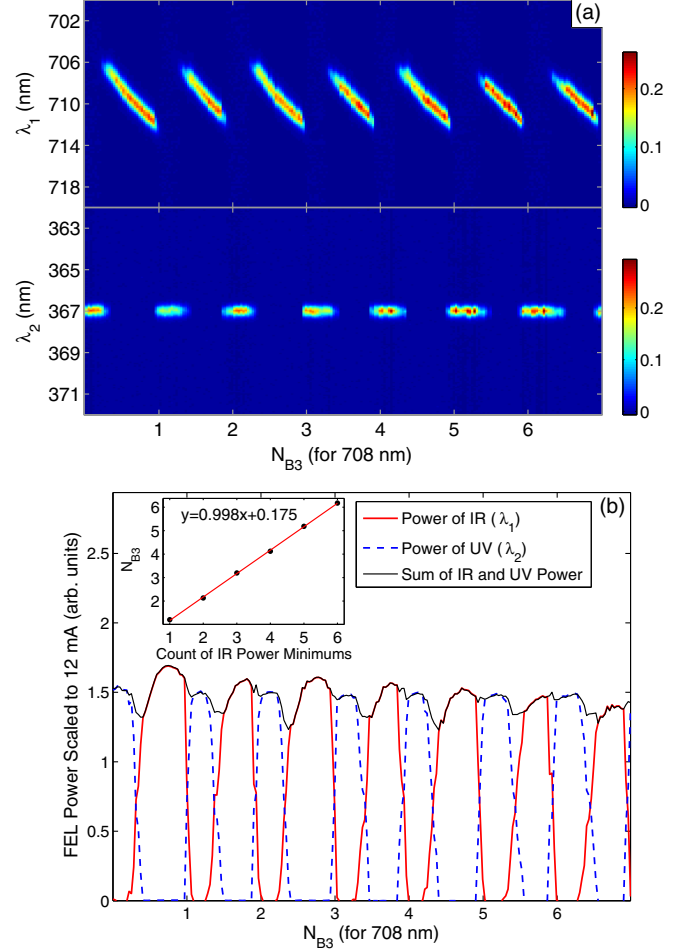 (a)
702
706
710
714
718
λ1 (nm)
0.2
0.1
0
363
365
367
369
371
λ2 (nm)
0.2
0.1
0
1 2 3 4 5 6
NB3 (for 708 nm)
(b)
y=0.998x+0.175
6
4
3
2
NB3
1 2 3 4 5 6
Count of IR Power Minimums
Power of IR (λ1)
Power of UV (λ2)
Sum of IR and UV Power
2.5
2
1.5
1
0.5
0
FEL Power Scaled to 12 mA (arb. units)
1 2 3 4 5 6
NB3 (for 708 nm)